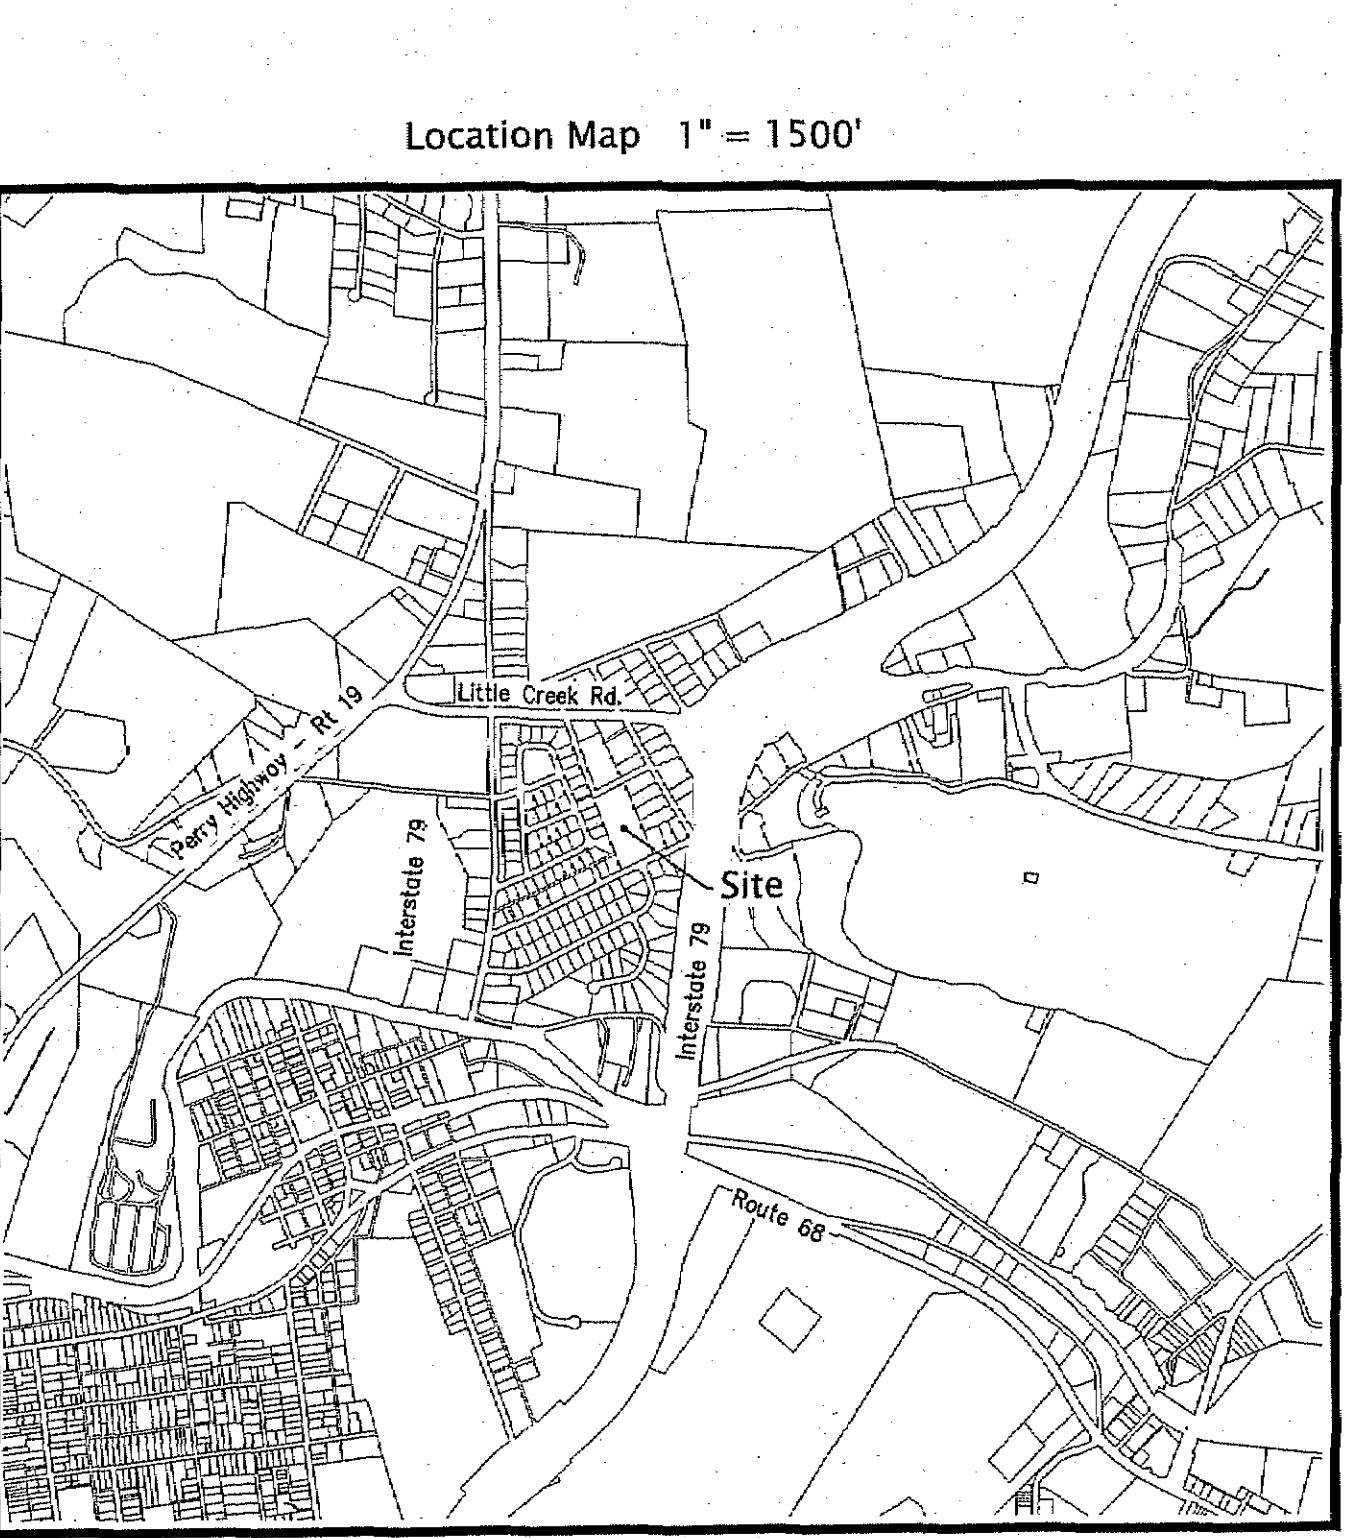 Location Map 1" = 1500'
Little Creek Rd.
Perry Highway - Rt 19
Interstate 79
Site
Interstate 79
Route 68